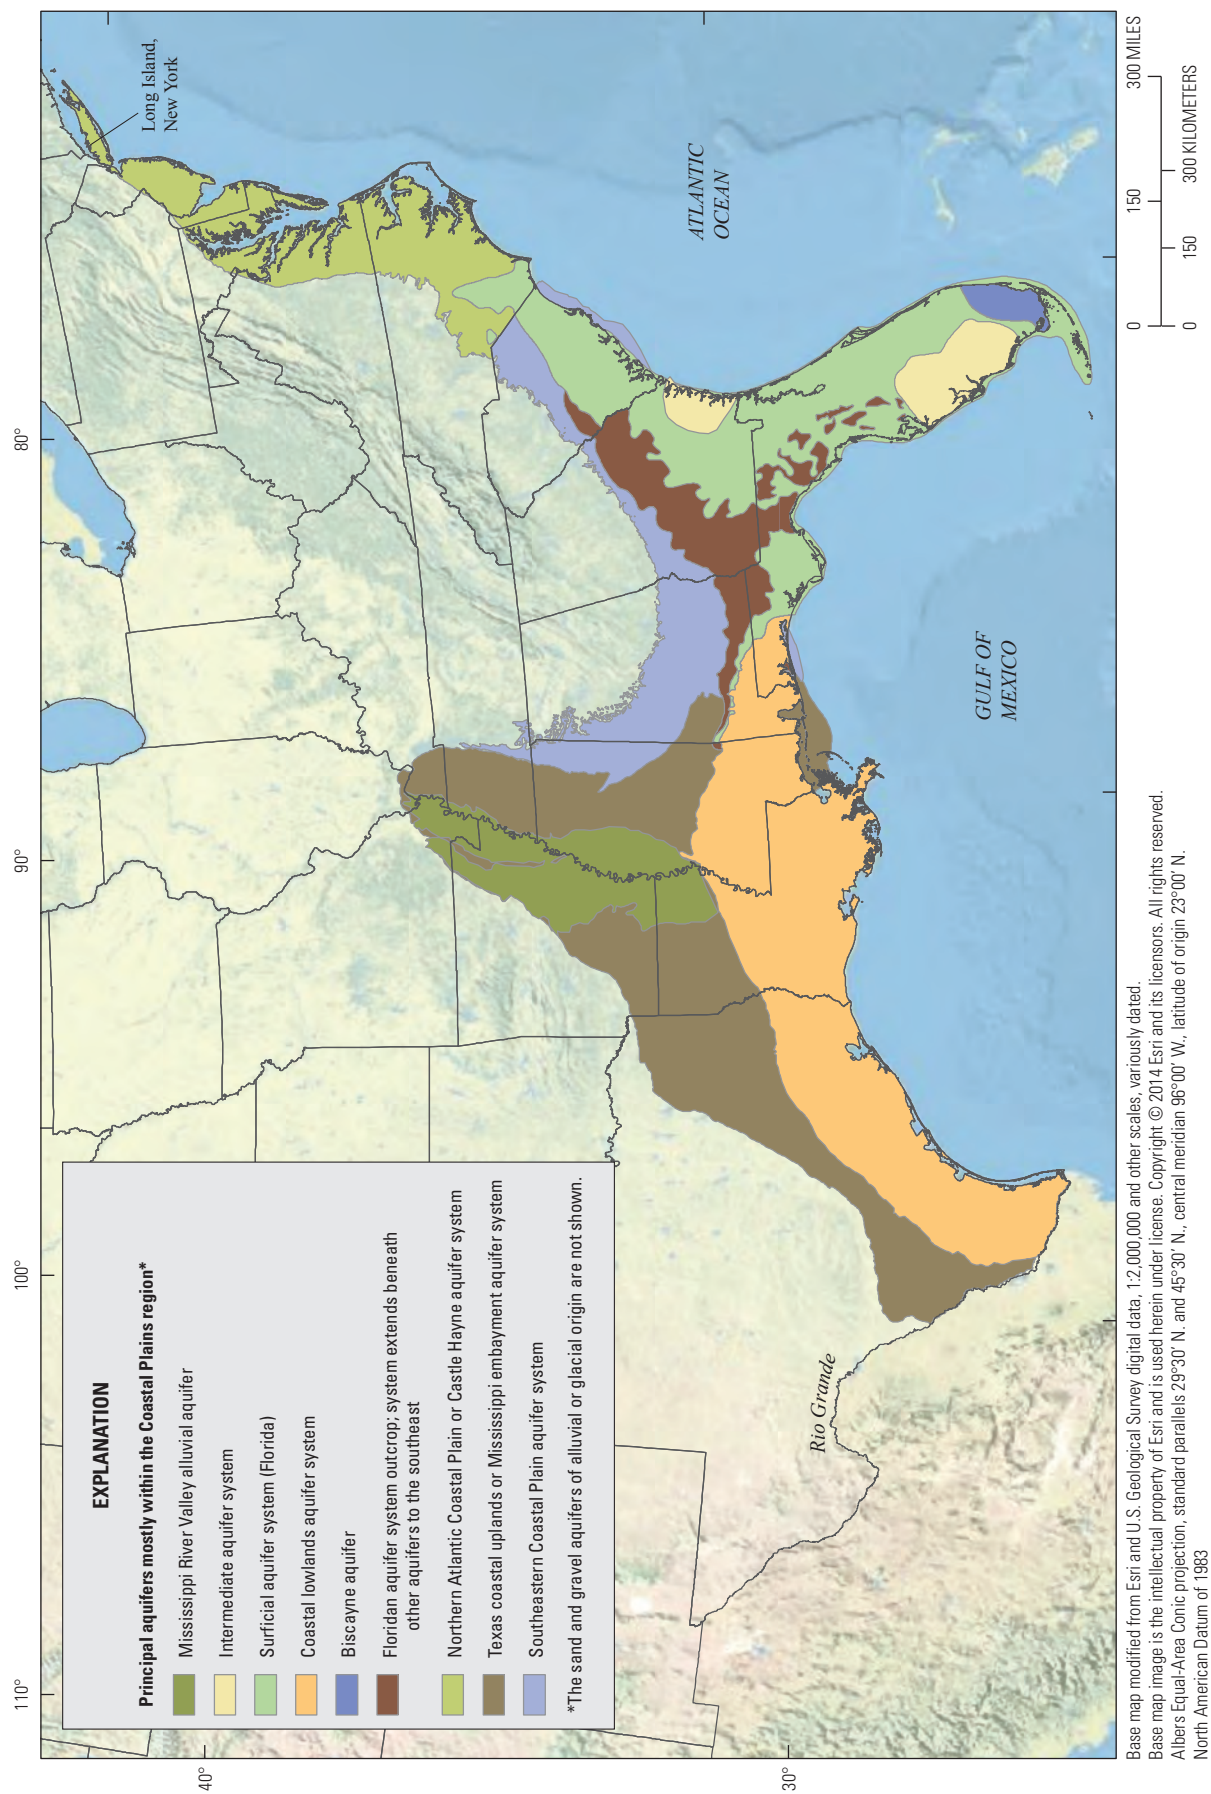 110°
100°
90°
80°
40°
30°
EXPLANATION
Principal aquifers mostly within the Coastal Plains region*
Mississippi River Valley alluvial aquifer
Intermediate aquifer system
Surficial aquifer system (Florida)
Coastal lowlands aquifer system
Biscayne aquifer
Floridan aquifer system outcrop; system extends beneath
other aquifers to the southeast
Northern Atlantic Coastal Plain or Castle Hayne aquifer system
Texas coastal uplands or Mississippi embayment aquifer system
Southeastern Coastal Plain aquifer system
*The sand and gravel aquifers of alluvial or glacial origin are not shown.
Long Island,
New York
ATLANTIC
OCEAN
GULF OF
MEXICO
Rio Grande
Base map modified from Esri and U.S. Geological Survey digital data, 1:2,000,000 and other scales, variously dated.
Base map image is the intellectual property of Esri and is used herein under license. Copyright © 2014 Esri and its licensors. All rights reserved.
Albers Equal-Area Conic projection, standard parallels 29°30′ N. and 45°30′ N., central meridian 96°00′ W., latitude of origin 23°00′ N.
North American Datum of 1983
0 150 300 MILES
0 150 300 KILOMETERS